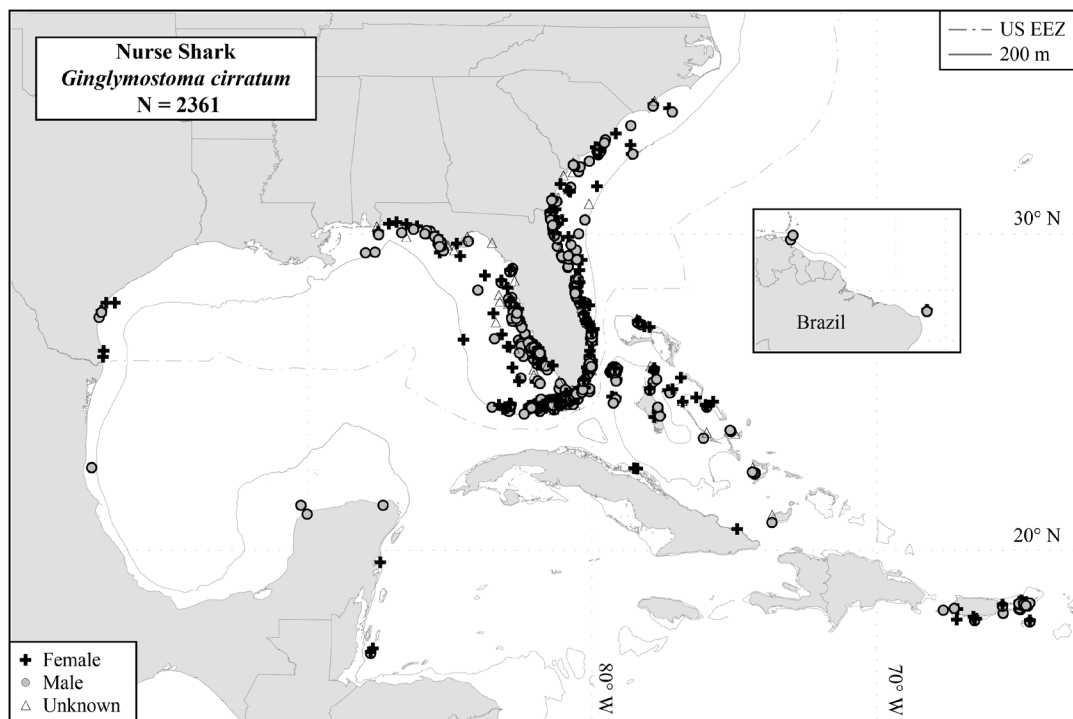 Nurse Shark
Ginglymostoma cirratum
N = 2361
US EEZ
200 m
30° N
Brazil
20° N
Female
Male
Unknown
80° W
70° W